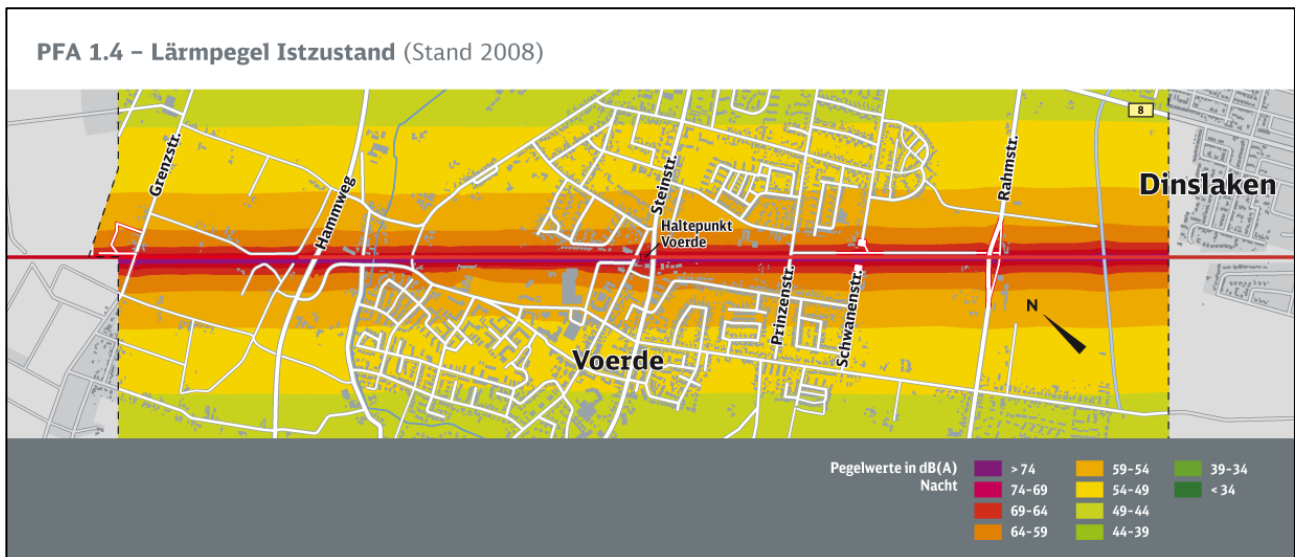 PFA 1.4 – Lärmpegel Istzustand (Stand 2008)
8
Grenzstr.
Hammweg
Steinstr.
Rahmstr.
Dinslaken
Haltepunkt
Voerde
Prinzenstr.
Schwanenstr.
N
Voerde
Pegelwerte in dB(A)
Nacht
> 74
74–69
69–64
64–59
59–54
54–49
49–44
44–39
39–34
< 34